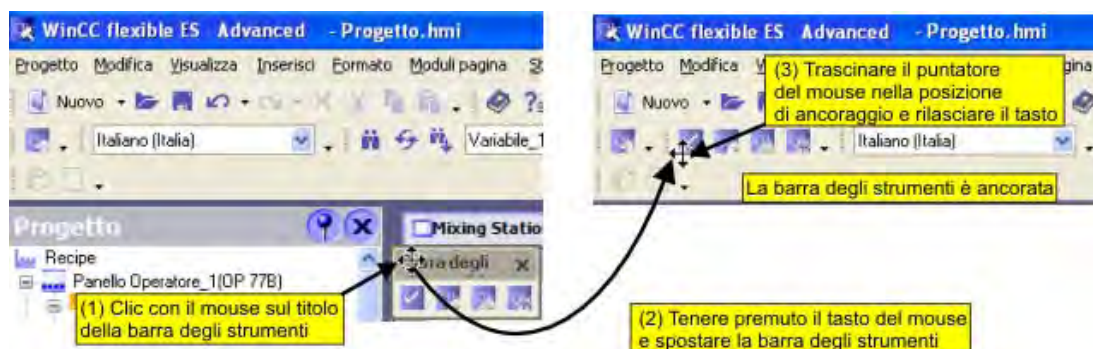 WinCC flexible ES Advanced - Progetto.hmi
Progetto Modifica Visualizza Inserisci Formato Moduli pagina
Nuovo
Italiano (Italia)
Variabile_1
Progetto
Mixing Statio
Recipe
Panello Operatore_1(OP 77B)
ra degli
(1) Clic con il mouse sul titolo
della barra degli strumenti
WinCC flexible ES Advanced - Progetto.hmi
Progetto Modifica
(3) Trascinare il puntatore
del mouse nella posizione
di ancoraggio e rilasciare il tasto
Nuovo
Italiano (Italia)
La barra degli strumenti è ancorata
(2) Tenere premuto il tasto del mouse
e spostare la barra degli strumenti